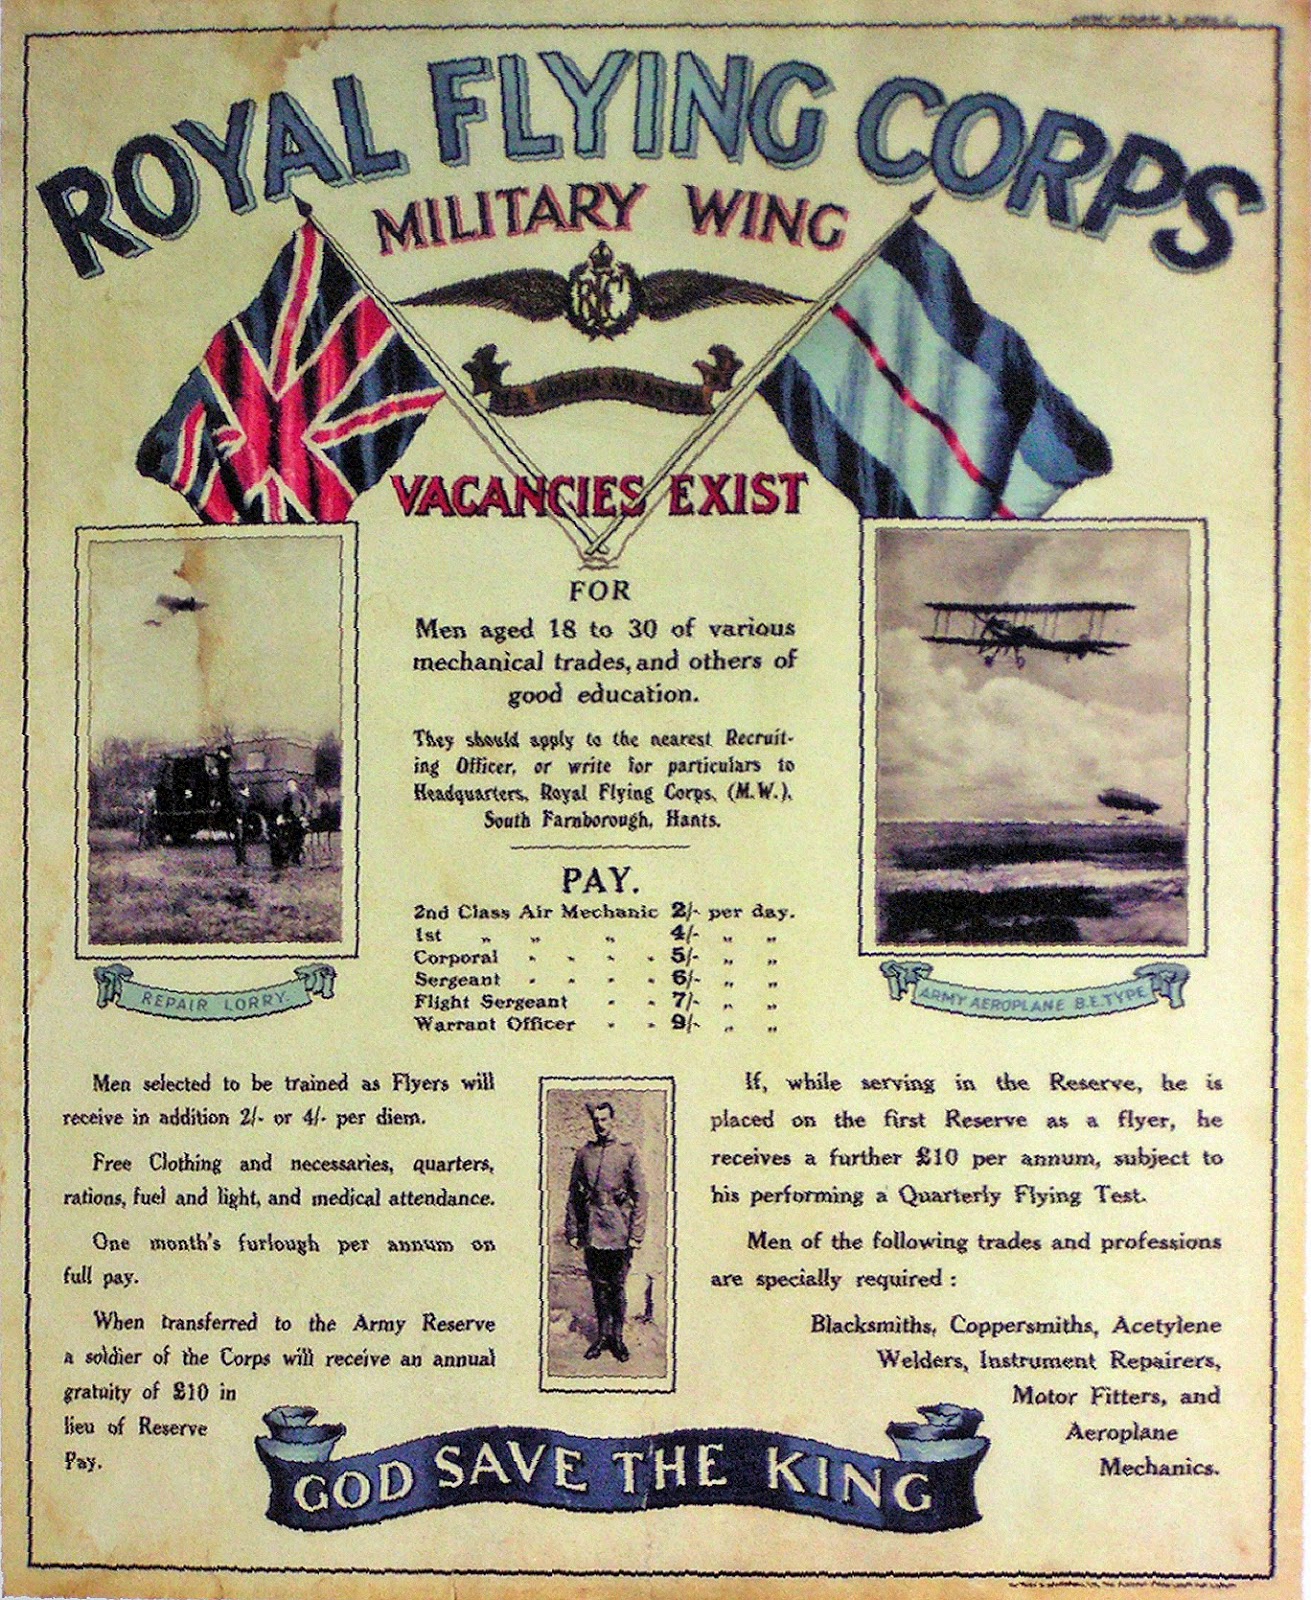 ROYAL FLYING CORPS
MILITARY WING
RFC
VACANCIES EXIST
FOR
Men aged 18 to 30 of various
mechanical trades, and others of
good education.
They should apply to the nearest Recruit-
ing Officer, or write for particulars to
Headquarters, Royal Flying Corps, (M.W.),
South Farnborough, Hants.
PAY.
2nd Class Air Mechanic 2/- per day.
1st „ „ „ 4/- „ „
Corporal - - - - 5/- „ „
Sergeant - - - - 6/- „ „
Flight Sergeant - - 7/- „ „
Warrant Officer - - 9/- „ „
REPAIR LORRY.
ARMY AEROPLANE B.E. TYPE
Men selected to be trained as Flyers will
receive in addition 2/- or 4/- per diem.
Free Clothing and necessaries, quarters,
rations, fuel and light, and medical attendance.
One month's furlough per annum on
full pay.
When transferred to the Army Reserve
a soldier of the Corps will receive an annual
gratuity of £10 in
lieu of Reserve
Pay.
If, while serving in the Reserve, he is
placed on the first Reserve as a flyer, he
receives a further £10 per annum, subject to
his performing a Quarterly Flying Test.
Men of the following trades and professions
are specially required :
Blacksmiths, Coppersmiths, Acetylene
Welders, Instrument Repairers,
Motor Fitters, and
Aeroplane
Mechanics.
GOD SAVE THE KING